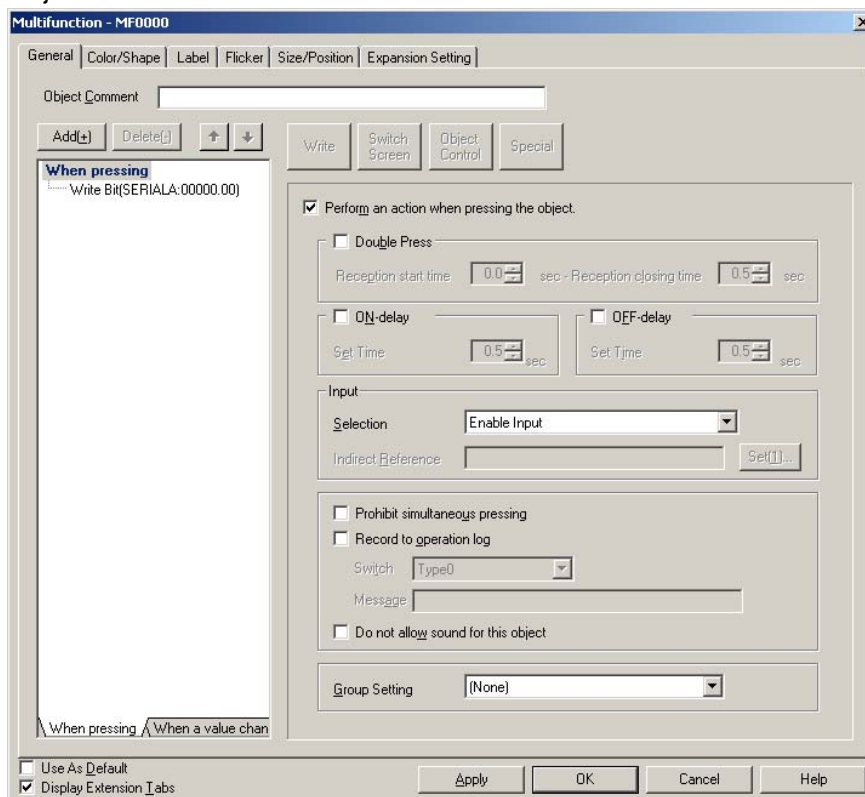 Multifunction - MF0000
General Color/Shape Label Flicker Size/Position Expansion Setting
Object Comment
Add(+) Delete(-) Write Switch Screen Object Control Special
When pressing
Write Bit(SERIALA:00000.00)
Perform an action when pressing the object.
Double Press
Reception start time 0.0 sec - Reception closing time 0.5 sec
ON-delay OFF-delay
Set Time 0.5 sec Set Time 0.5 sec
Input
Selection Enable Input
Indirect Reference Set(1)...
Prohibit simultaneous pressing
Record to operation log
Switch Type0
Message
Do not allow sound for this object
Group Setting (None)
When pressing When a value chan
Use As Default
Display Extension Tabs
Apply OK Cancel Help